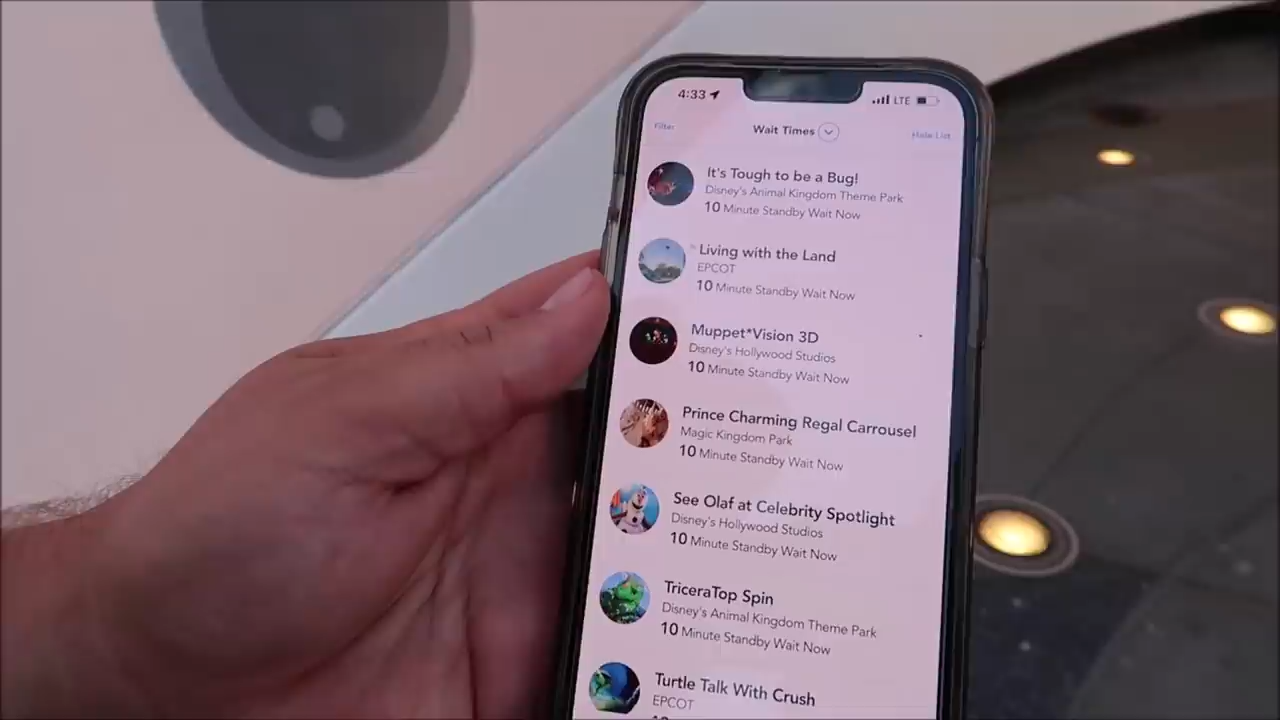 4:33
LTE
Filter
Wait Times
Hide List
It's Tough to be a Bug!
Disney's Animal Kingdom Theme Park
10 Minute Standby Wait Now
Living with the Land
EPCOT
10 Minute Standby Wait Now
Muppet*Vision 3D
Disney's Hollywood Studios
10 Minute Standby Wait Now
Prince Charming Regal Carrousel
Magic Kingdom Park
10 Minute Standby Wait Now
See Olaf at Celebrity Spotlight
Disney's Hollywood Studios
10 Minute Standby Wait Now
TriceraTop Spin
Disney's Animal Kingdom Theme Park
10 Minute Standby Wait Now
Turtle Talk With Crush
EPCOT